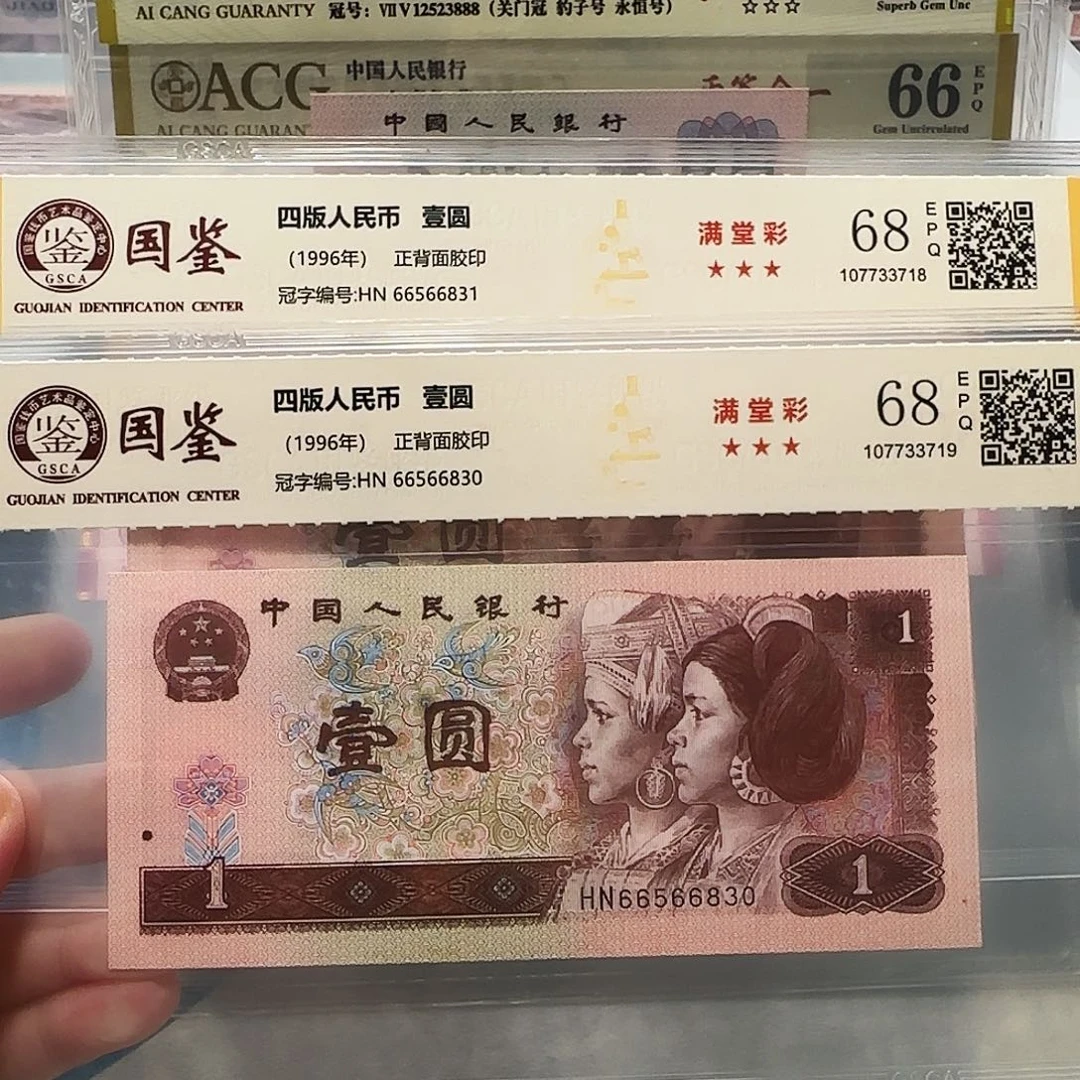 AI CANG GUARANTY 冠号：VII V 12523888（关门冠 豹子号 永恒号） ☆☆☆ Superb Gem Unc
ACG 中国人民银行 66 EPQ
AI CANG GUARAN Gem Uncirculated
中國人民銀行
GSCA
国鉴 四版人民币 壹圆 满堂彩 68 EPQ
鉴 GSCA (1996年) 正背面胶印 ★★★ 107733718
GUOJIAN IDENTIFICATION CENTER 冠字编号:HN 66566831
GSCA
国鉴 四版人民币 壹圆 满堂彩 68 EPQ
鉴 GSCA (1996年) 正背面胶印 ★★★ 107733719
GUOJIAN IDENTIFICATION CENTER 冠字编号:HN 66566830
壹圆
中国人民银行
1
壹圆
1
HN66566830
1